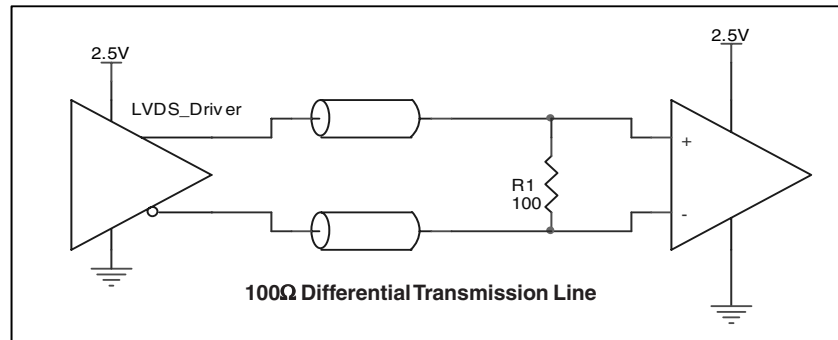 2.5V
2.5V
LVDS_Driver
+
R1
100
-
100Ω Differential Transmission Line